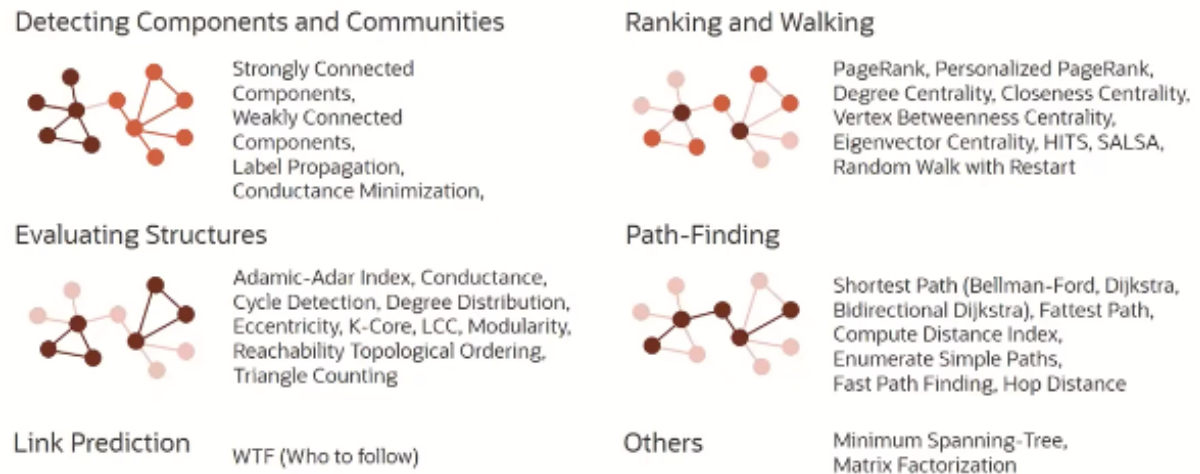 Detecting Components and Communities
Strongly Connected
Components,
Weakly Connected
Components,
Label Propagation,
Conductance Minimization,
Ranking and Walking
PageRank, Personalized PageRank,
Degree Centrality, Closeness Centrality,
Vertex Betweenness Centrality,
Eigenvector Centrality, HITS, SALSA,
Random Walk with Restart
Evaluating Structures
Adamic-Adar Index, Conductance,
Cycle Detection, Degree Distribution,
Eccentricity, K-Core, LCC, Modularity,
Reachability Topological Ordering,
Triangle Counting
Path-Finding
Shortest Path (Bellman-Ford, Dijkstra,
Bidirectional Dijkstra), Fattest Path,
Compute Distance Index,
Enumerate Simple Paths,
Fast Path Finding, Hop Distance
Link Prediction
WTF (Who to follow)
Others
Minimum Spanning-Tree,
Matrix Factorization